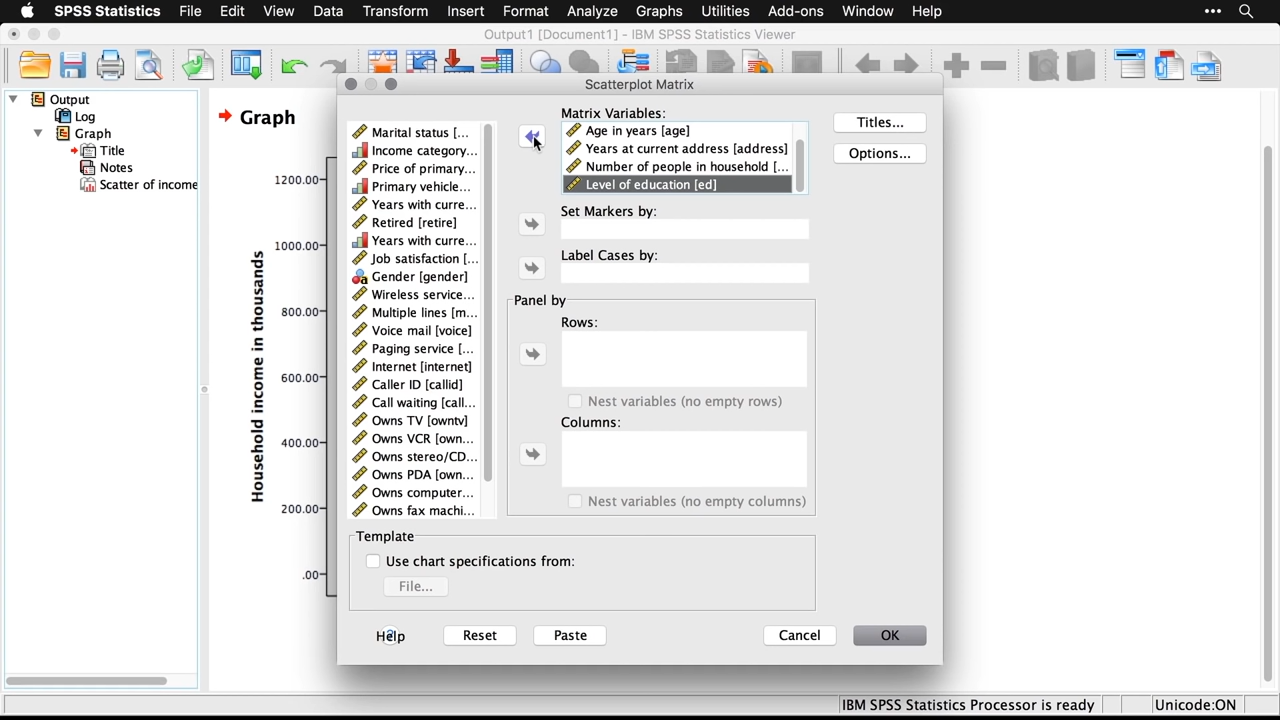 SPSS Statistics File Edit View Data Transform Insert Format Analyze Graphs Utilities Add-ons Window Help
Output1 [Document1] - IBM SPSS Statistics Viewer
Scatterplot Matrix
Output
Log
Graph
Title
Notes
Scatter of income
Graph
1200.00
1000.00
800.00
600.00
400.00
200.00
.00
Household income in thousands
Marital status [...
Income category...
Price of primary...
Primary vehicle...
Years with curre...
Retired [retire]
Years with curre...
Job satisfaction [...
Gender [gender]
Wireless service...
Multiple lines [m...
Voice mail [voice]
Paging service [...
Internet [internet]
Caller ID [callid]
Call waiting [call...
Owns TV [owntv]
Owns VCR [own...
Owns stereo/CD...
Owns PDA [own...
Owns computer...
Owns fax machi...
Matrix Variables:
Age in years [age]
Years at current address [address]
Number of people in household [...
Level of education [ed]
Set Markers by:
Label Cases by:
Panel by
Rows:
Nest variables (no empty rows)
Columns:
Nest variables (no empty columns)
Titles...
Options...
Template
Use chart specifications from:
File...
Help Reset Paste Cancel OK
IBM SPSS Statistics Processor is ready Unicode:ON